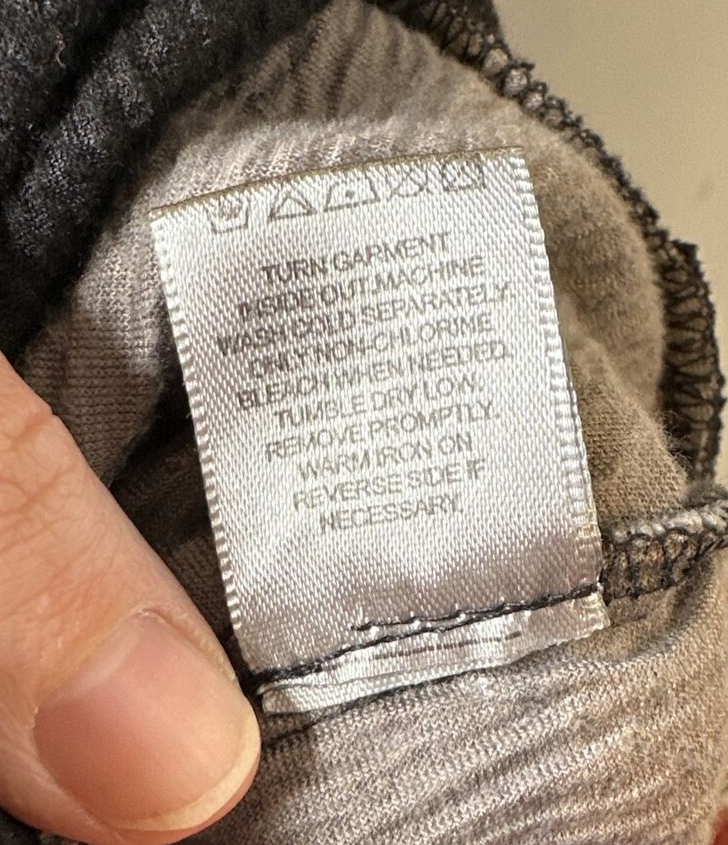 TURN GARMENT
INSIDE OUT.MACHINE
WASH COLD SEPARATELY.
ONLY NON-CHLORINE
BLEACH WHEN NEEDED.
TUMBLE DRY LOW.
REMOVE PROMPTLY.
WARM IRON ON
REVERSE SIDE IF
NECESSARY.